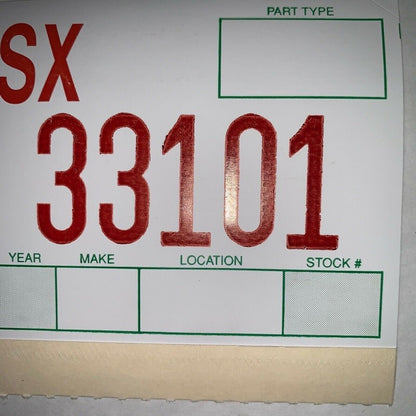 PART TYPE
SX
33101
YEAR MAKE LOCATION STOCK #